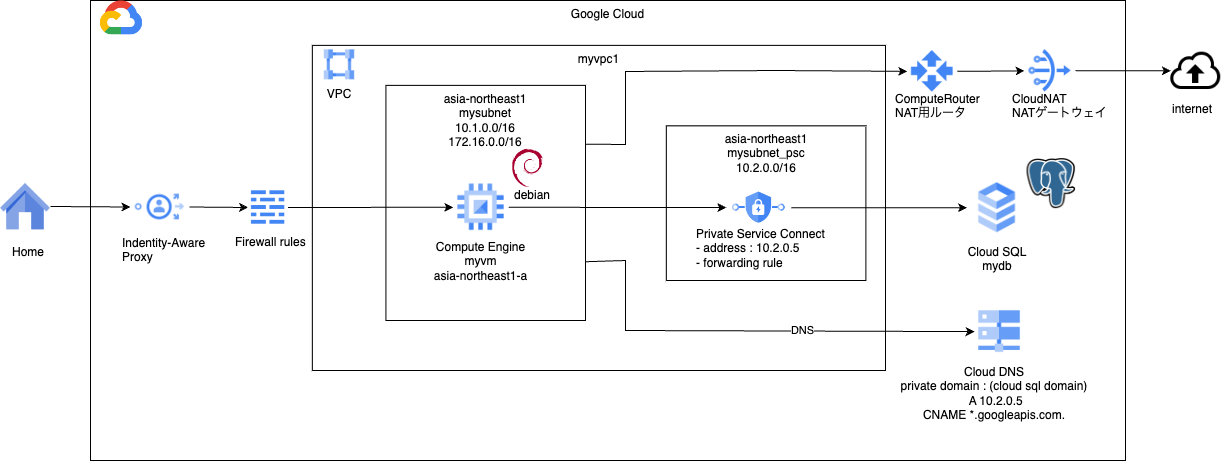 Google Cloud
myvpc1
VPC
asia-northeast1
mysubnet
10.1.0.0/16
172.16.0.0/16
debian
Compute Engine
myvm
asia-northeast1-a
asia-northeast1
mysubnet_psc
10.2.0.0/16
Private Service Connect
- address : 10.2.0.5
- forwarding rule
ComputeRouter
NAT用ルータ
CloudNAT
NATゲートウェイ
internet
Home
Indentity-Aware
Proxy
Firewall rules
Cloud SQL
mydb
DNS
Cloud DNS
private domain : (cloud sql domain)
A 10.2.0.5
CNAME *.googleapis.com.